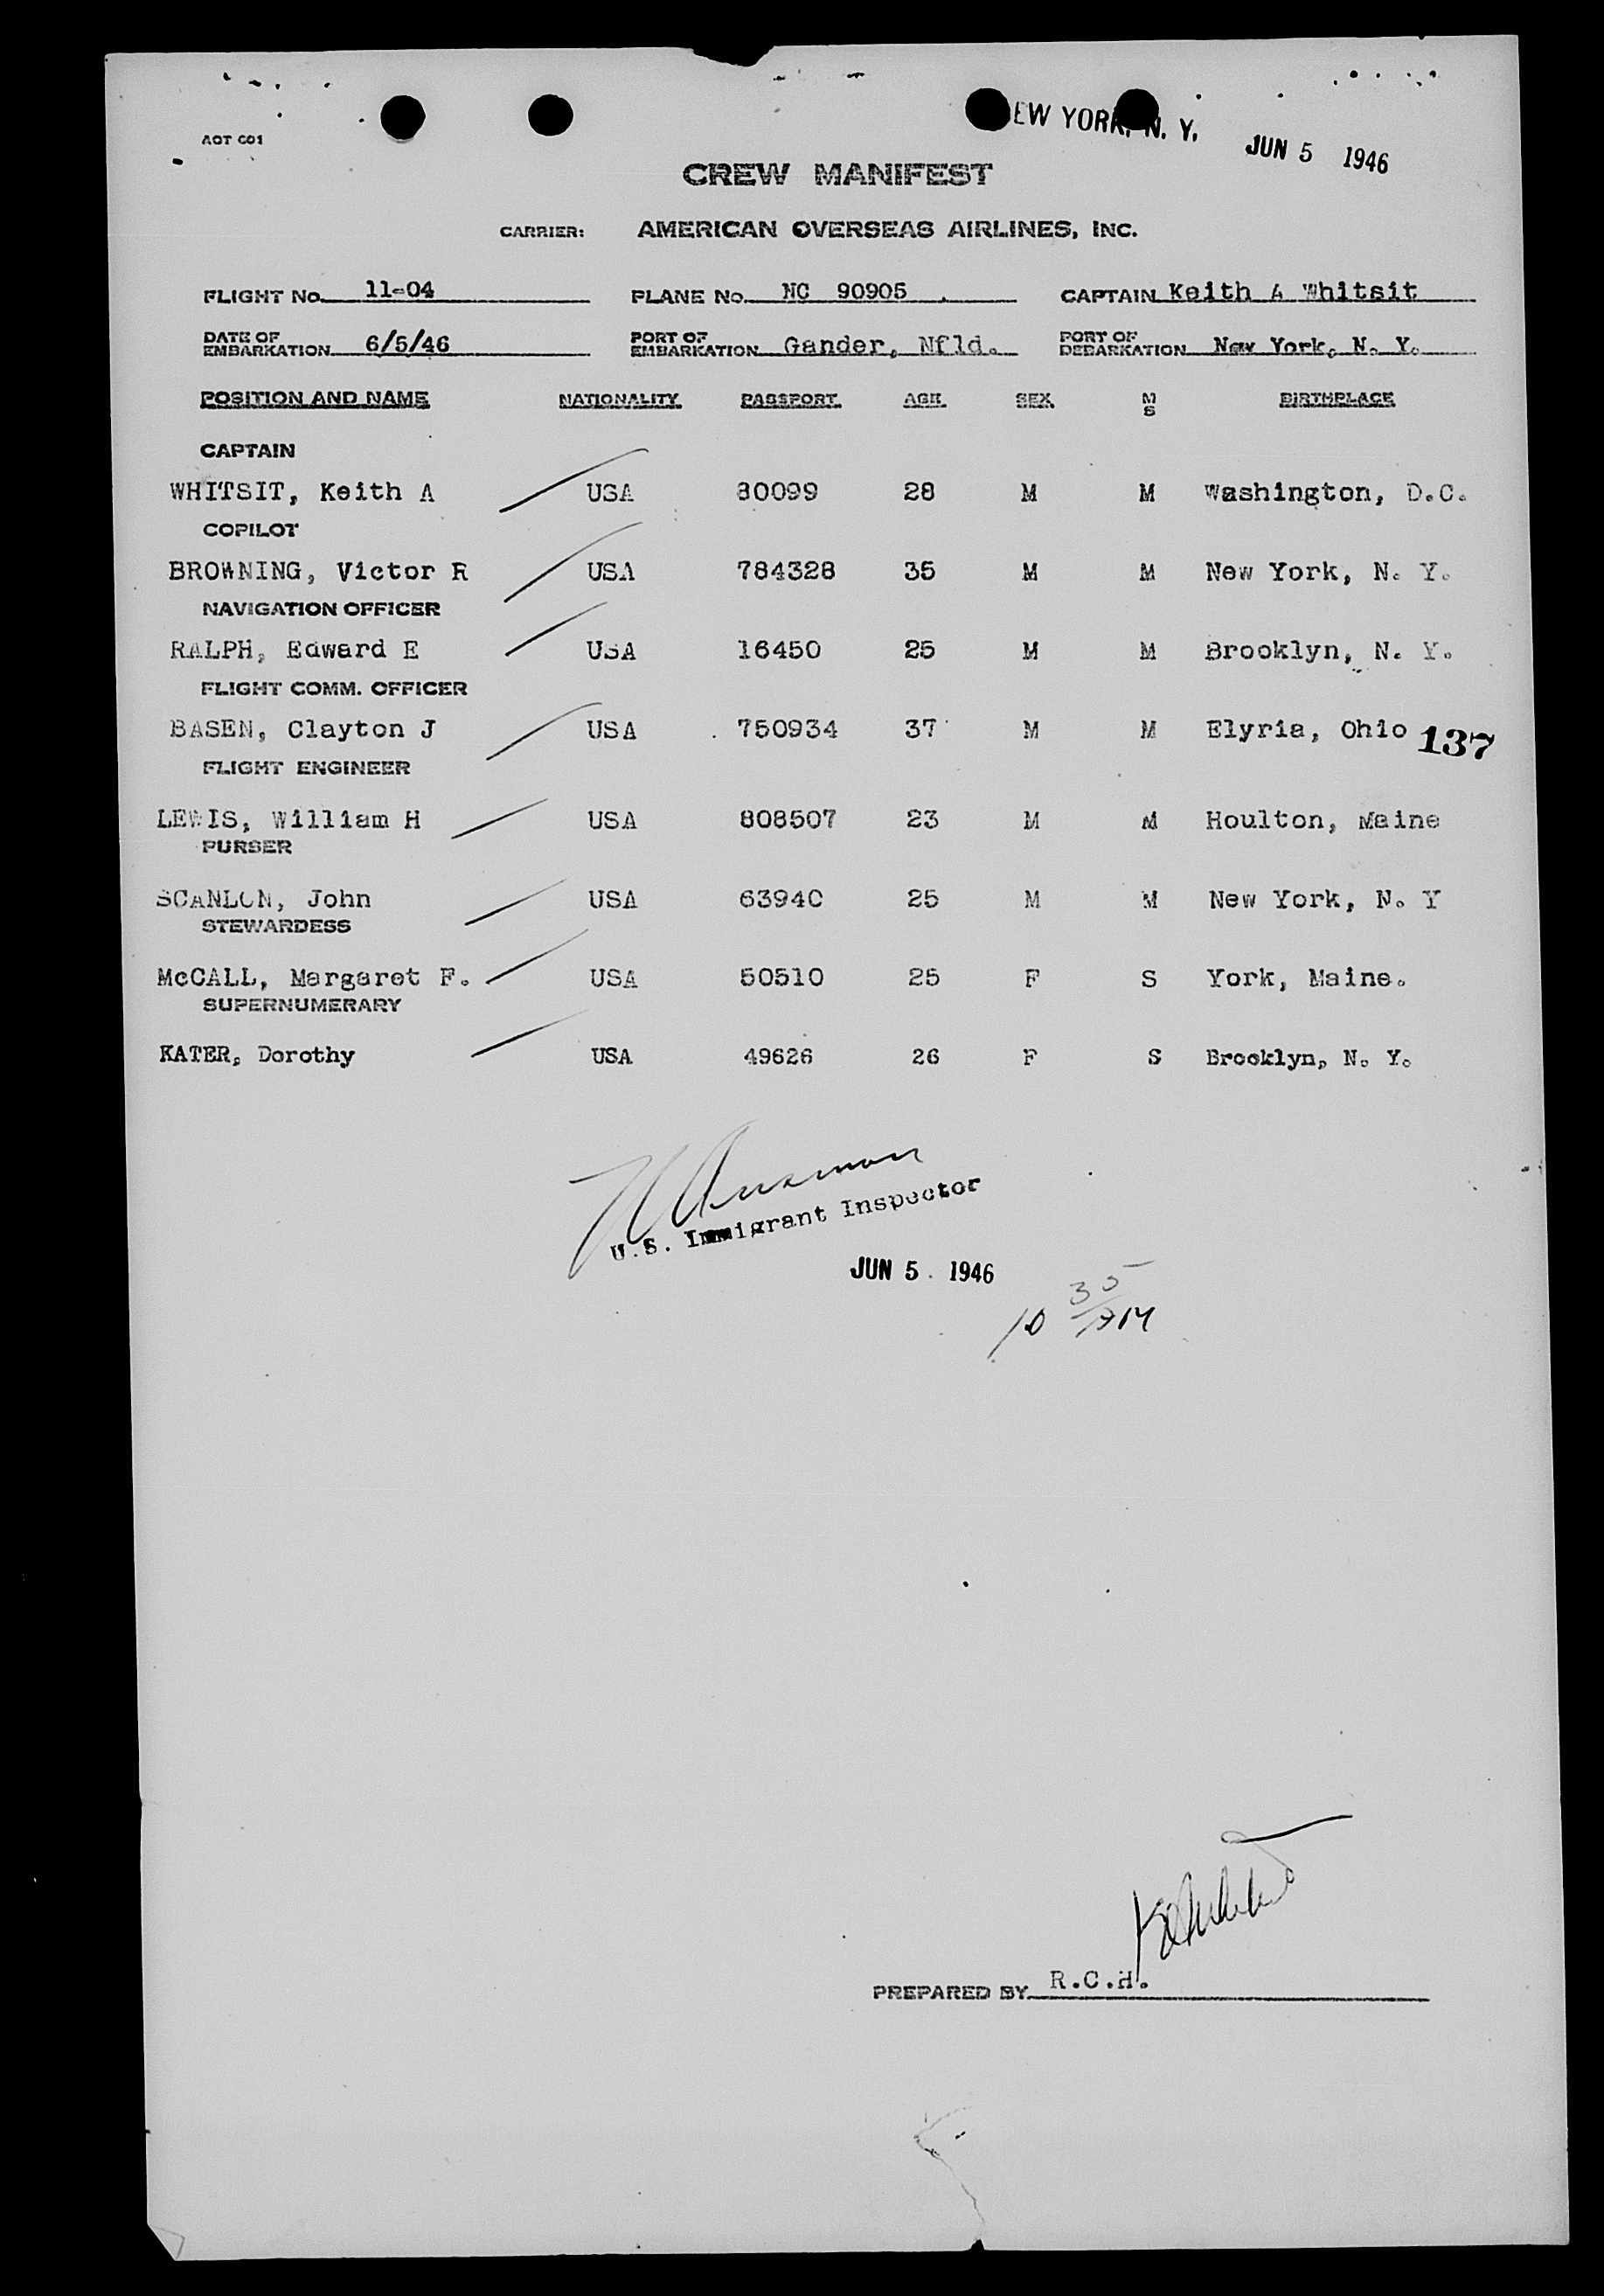 NEW YORK, N. Y. JUN 5 1946
AOT 601
CREW MANIFEST
CARRIER: AMERICAN OVERSEAS AIRLINES, INC.
FLIGHT No. 11-04 PLANE No. NC 90905 CAPTAIN Keith A Whitsit
DATE OF EMBARKATION 6/5/46 PORT OF EMBARKATION Gander, Nfld. PORT OF DEBARKATION New York, N. Y.
POSITION AND NAME NATIONALITY PASSPORT AGE SEX M S BIRTHPLACE
CAPTAIN
WHITSIT, Keith A USA 80099 28 M M Washington, D.C.
COPILOT
BROWNING, Victor R USA 784328 35 M M New York, N. Y.
NAVIGATION OFFICER
RALPH, Edward E USA 16450 25 M M Brooklyn, N. Y.
FLIGHT COMM. OFFICER
BASEN, Clayton J USA 750934 37 M M Elyria, Ohio 137
FLIGHT ENGINEER
LEWIS, William H USA 808507 23 M M Houlton, Maine
PURSER
SCANLON, John USA 63940 25 M M New York, N. Y
STEWARDESS
McCALL, Margaret F. USA 50510 25 F S York, Maine.
SUPERNUMERARY
KATER, Dorothy USA 49626 26 F S Brooklyn, N. Y.
U.S. Immigrant Inspector
JUN 5 1946
10 35
PREPARED BY R.C.H.